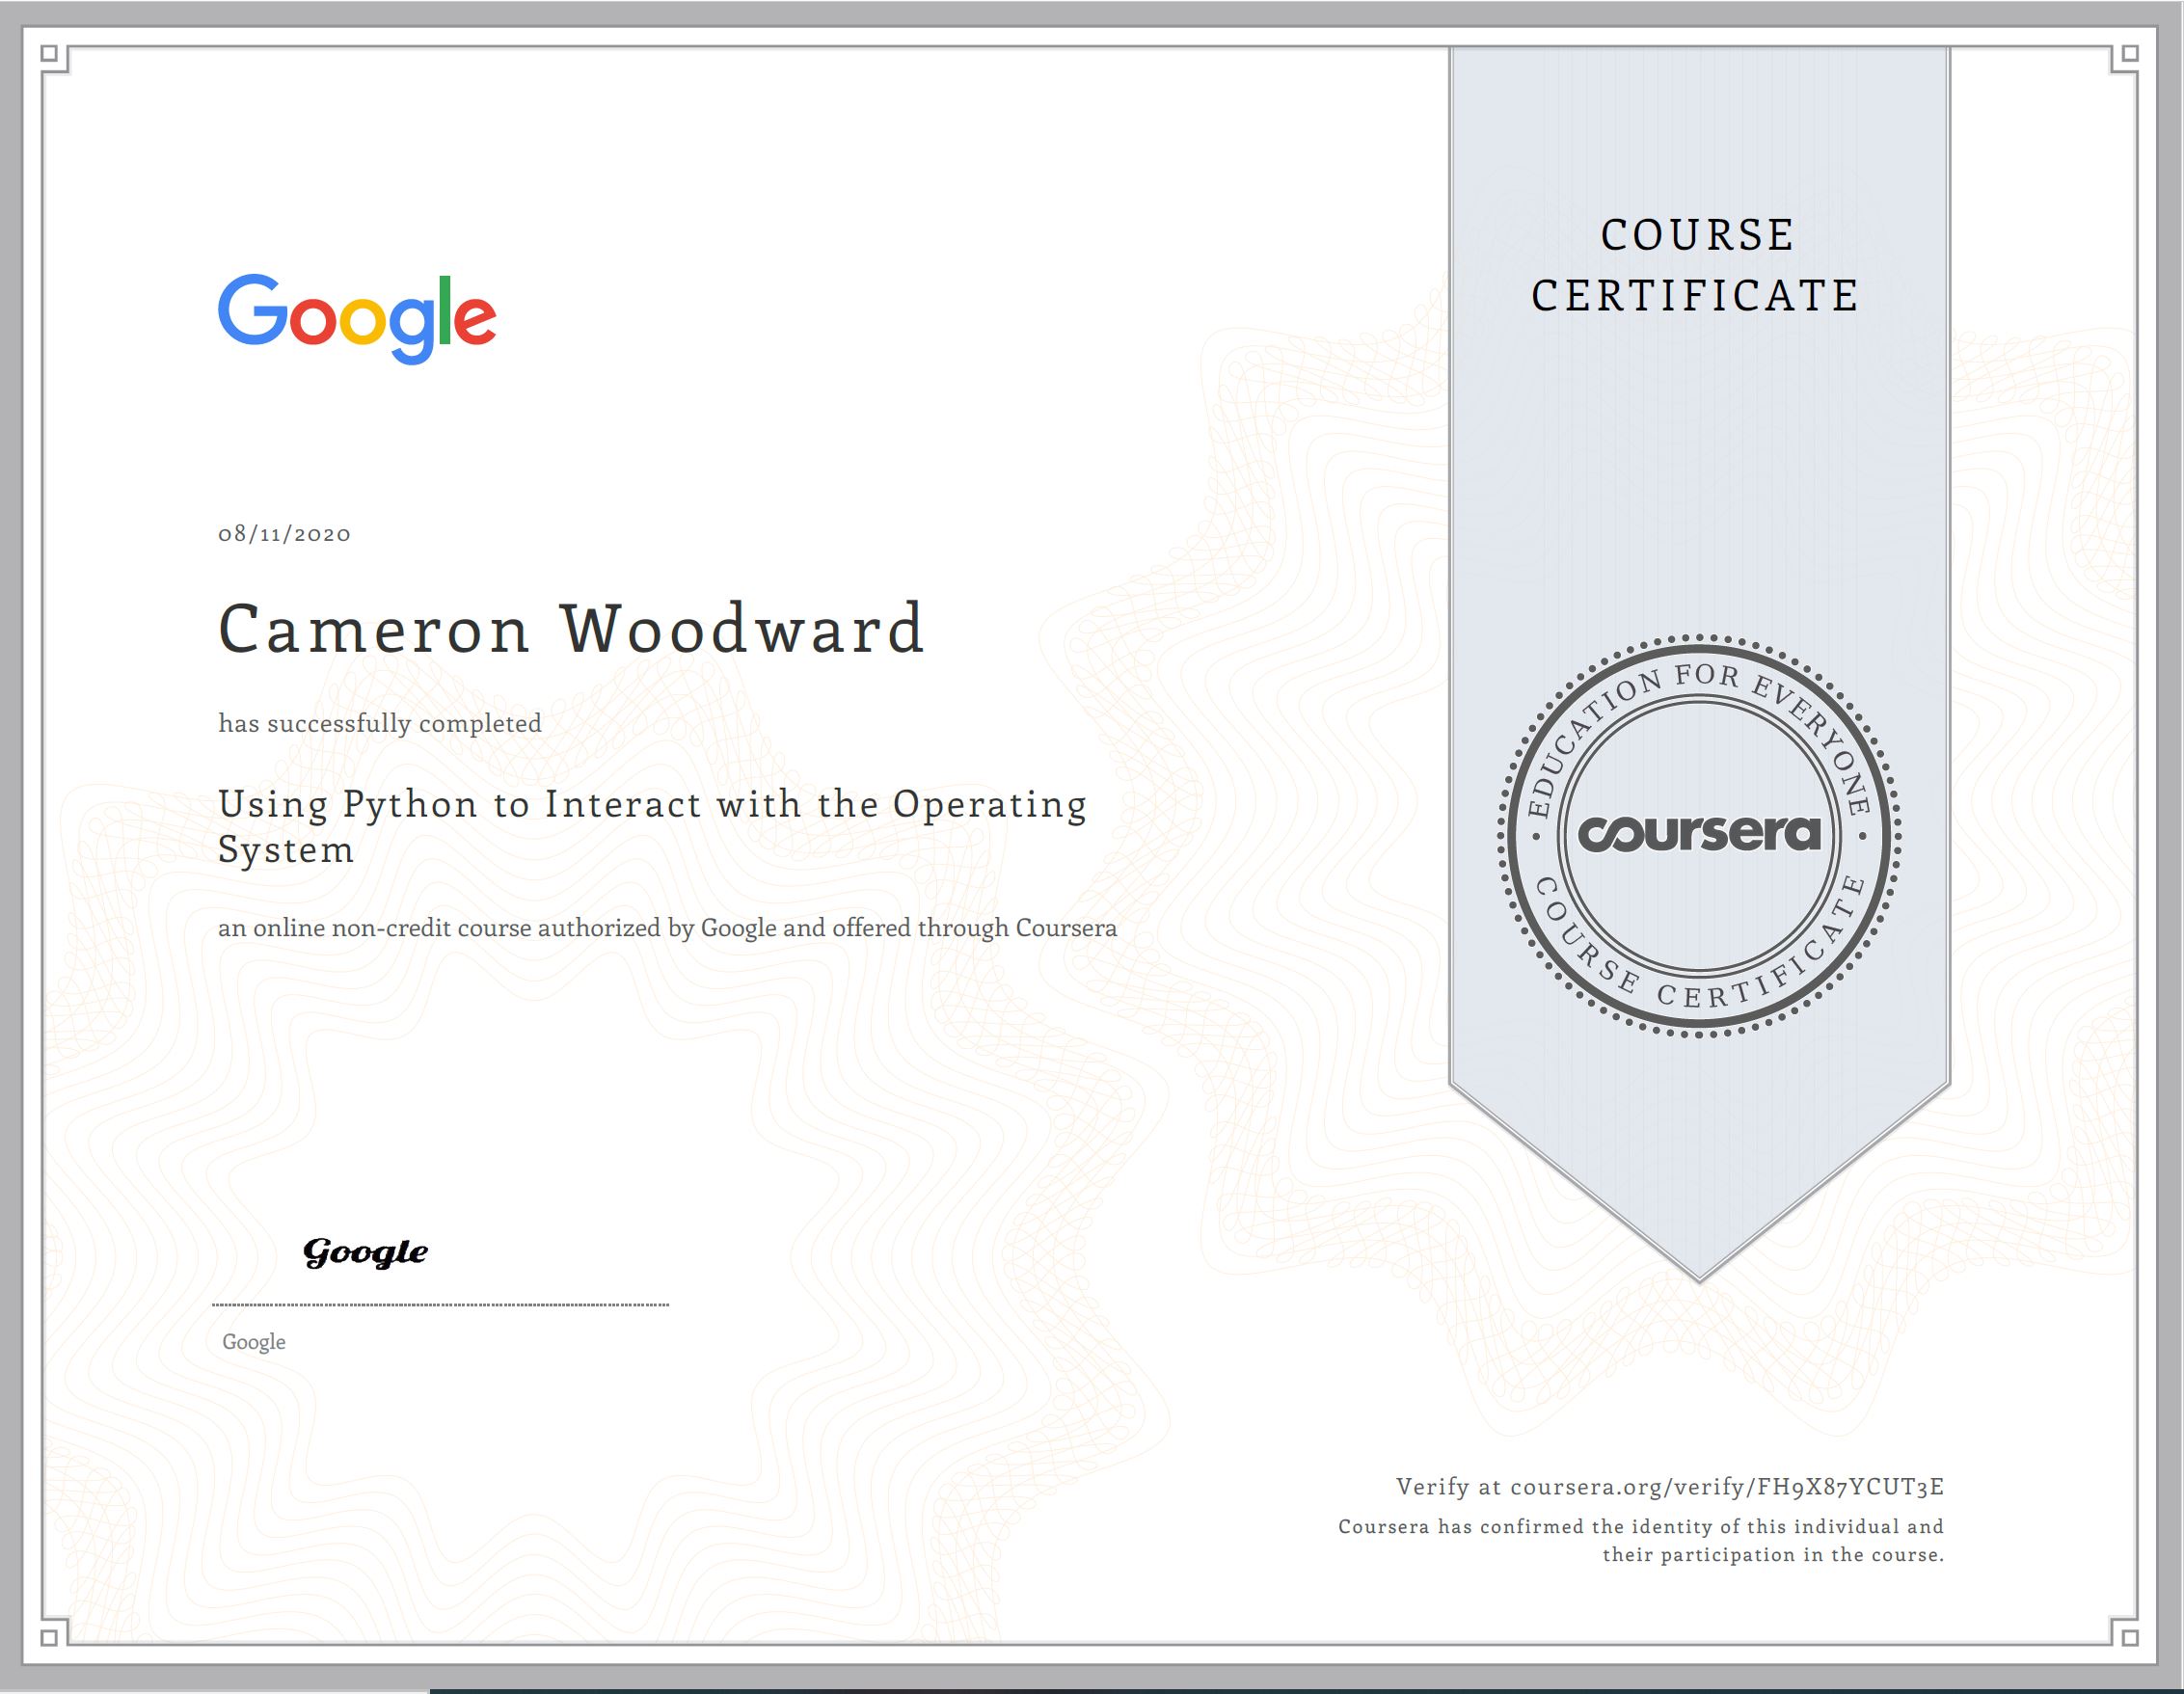 COURSE
CERTIFICATE
Google
08/11/2020
Cameron Woodward
has successfully completed
Using Python to Interact with the Operating
System
an online non-credit course authorized by Google and offered through Coursera
EDUCATION FOR EVERYONE
coursera
COURSE CERTIFICATE
Google
Google
Verify at coursera.org/verify/FH9X87YCUT3E
Coursera has confirmed the identity of this individual and
their participation in the course.